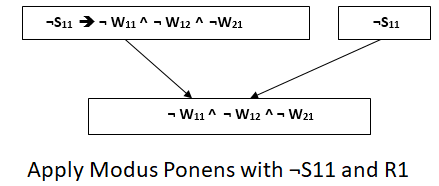 ¬S₁₁ ➔ ¬ W₁₁ ^ ¬ W₁₂ ^ ¬W₂₁
¬S₁₁
¬ W₁₁ ^ ¬ W₁₂ ^ ¬ W₂₁
Apply Modus Ponens with ¬S11 and R1